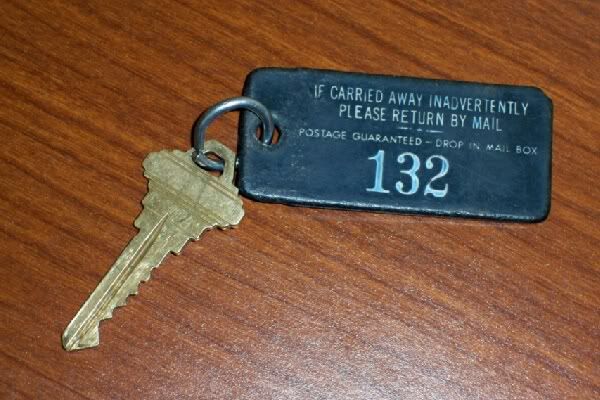 IF CARRIED AWAY INADVERTENTLY
PLEASE RETURN BY MAIL
POSTAGE GUARANTEED - DROP IN MAIL BOX
132